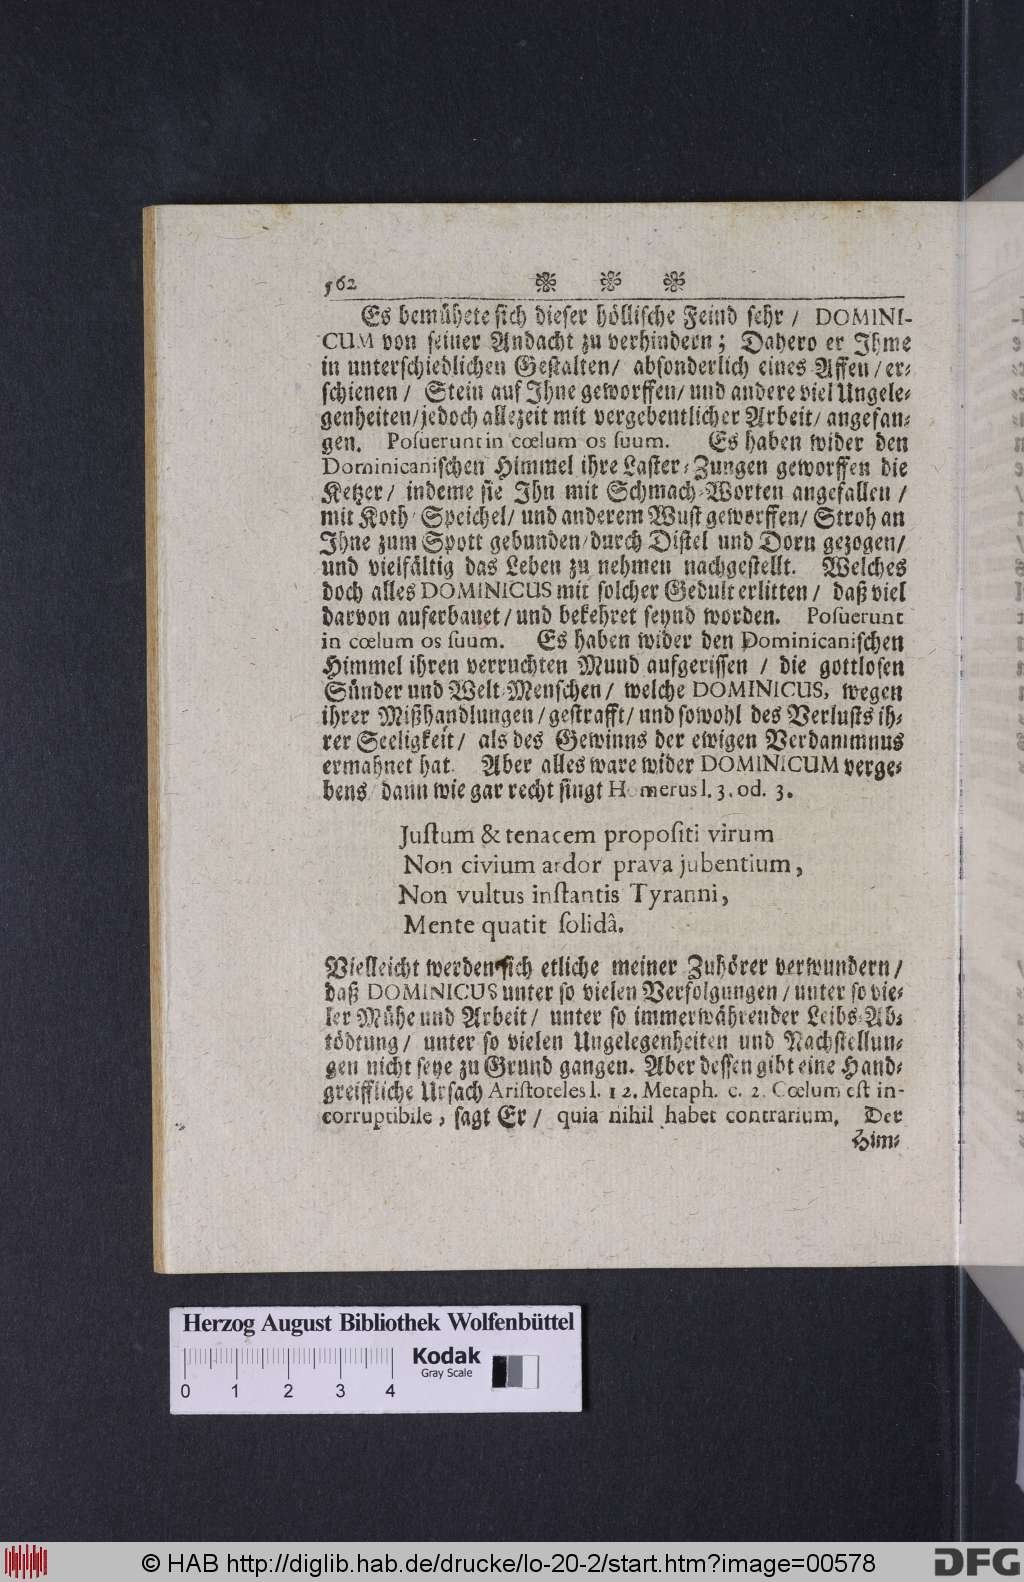 562
Es bemühete sich dieser höllische Feind sehr / DOMINI-
CUM von seiner Andacht zu verhindern; Dahero er Ihme
in unterschiedlichen Gestalten / absonderlich eines Affen / er-
schienen / Stein auf Ihne geworffen / und andere viel Ungele-
genheiten / jedoch allezeit mit vergebentlicher Arbeit / angefan-
gen. Posuerunt in cœlum os suum. Es haben wider den
Dominicanischen Himmel ihre Laster-Zungen geworffen die
Ketzer / indeme sie Ihn mit Schmach-Worten angefallen /
mit Koth / Speichel / und anderem Wust geworffen / Stroh an
Ihne zum Spott gebunden / durch Distel und Dorn gezogen /
und vielfältig das Leben zu nehmen nachgestellt. Welches
doch alles DOMINICUS mit solcher Gedult erlitten / daß viel
darvon auferbauet / und bekehret seynd worden. Posuerunt
in cœlum os suum. Es haben wider den Dominicanischen
Himmel ihren verruchten Mund aufgerissen / die gottlosen
Sünder und Welt-Menschen / welche DOMINICUS, wegen
ihrer Mißhandlungen / gestrafft / und sowohl des Verlusts ih-
rer Seeligkeit / als des Gewinns der ewigen Verdammnus
ermahnet hat. Aber alles ware wider DOMINICUM verge-
bens / dann wie gar recht singt Homerus l. 3. od. 3.
Justum & tenacem propositi virum
Non civium ardor prava jubentium,
Non vultus instantis Tyranni,
Mente quatit solidâ.
Vielleicht werden sich etliche meiner Zuhörer verwundern /
daß DOMINICUS unter so vielen Verfolgungen / unter so vie-
ler Mühe und Arbeit / unter so immerwährender Leibs-Ab-
tödtung / unter so vielen Ungelegenheiten und Nachstellun-
gen nicht seye zu Grund gangen. Aber dessen gibt eine Hand-
greiffliche Ursach Aristoteles l. 12. Metaph. c. 2. Cœlum est in-
corruptibile, sagt Er / quia nihil habet contrarium. Der
Him-
Herzog August Bibliothek Wolfenbüttel
Kodak
Gray Scale
0 1 2 3 4
© HAB http://diglib.hab.de/drucke/lo-20-2/start.htm?image=00578
DFG